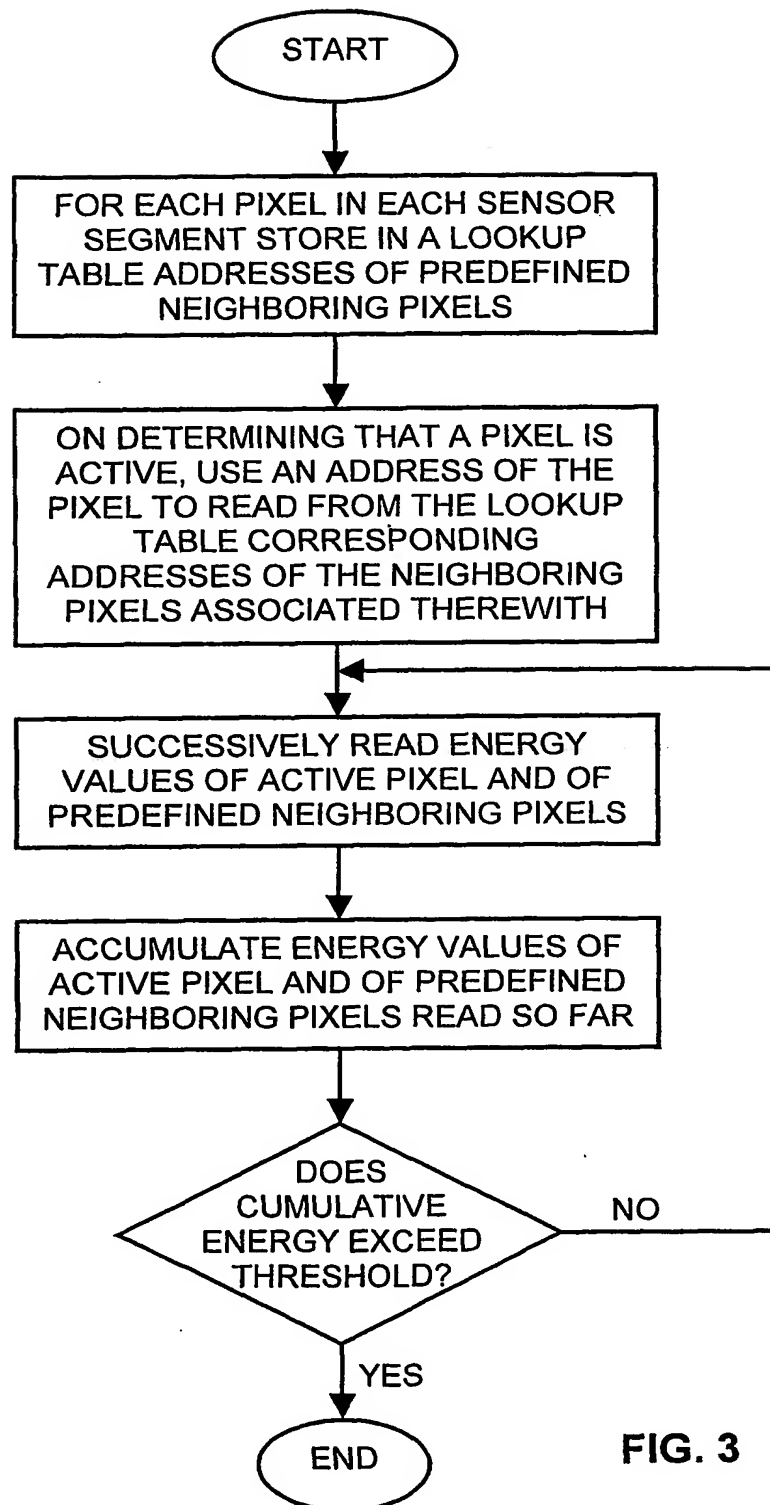 START
FOR EACH PIXEL IN EACH SENSOR
SEGMENT STORE IN A LOOKUP
TABLE ADDRESSES OF PREDEFINED
NEIGHBORING PIXELS
ON DETERMINING THAT A PIXEL IS
ACTIVE, USE AN ADDRESS OF THE
PIXEL TO READ FROM THE LOOKUP
TABLE CORRESPONDING
ADDRESSES OF THE NEIGHBORING
PIXELS ASSOCIATED THEREWITH
SUCCESSIVELY READ ENERGY
VALUES OF ACTIVE PIXEL AND OF
PREDEFINED NEIGHBORING PIXELS
ACCUMULATE ENERGY VALUES OF
ACTIVE PIXEL AND OF PREDEFINED
NEIGHBORING PIXELS READ SO FAR
DOES
CUMULATIVE
ENERGY EXCEED
THRESHOLD?
NO
YES
END
FIG. 3